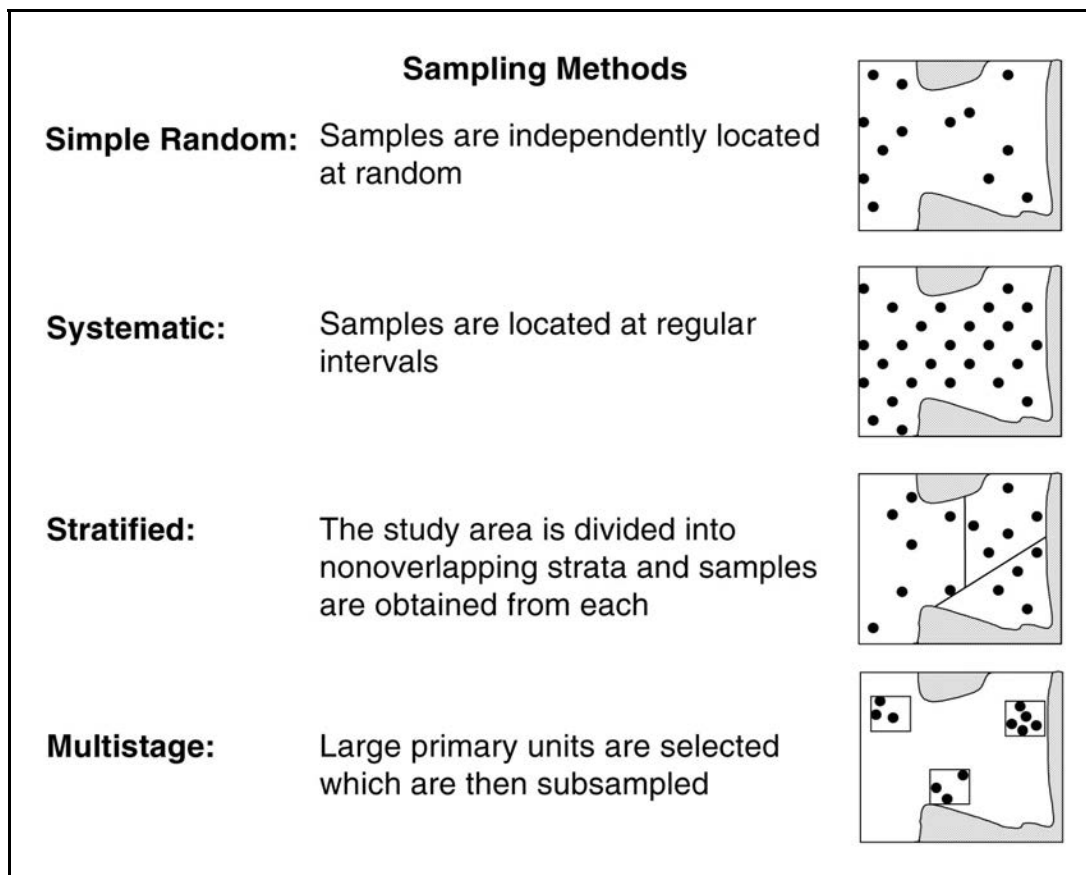 Sampling Methods
Simple Random: Samples are independently located
at random
Systematic: Samples are located at regular
intervals
Stratified: The study area is divided into
nonoverlapping strata and samples
are obtained from each
Multistage: Large primary units are selected
which are then subsampled